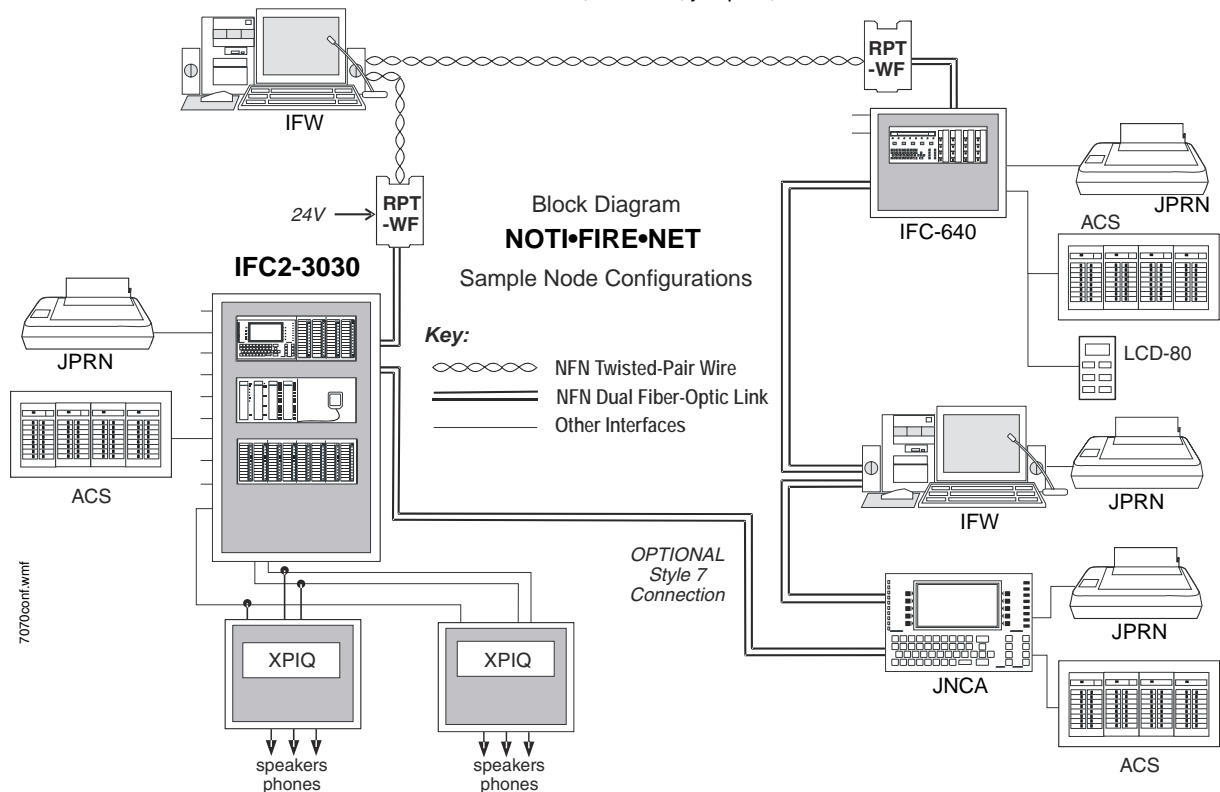 RPT
-WF
IFW
RPT
-WF
24V
Block Diagram
NOTI•FIRE•NET
Sample Node Configurations
IFC2-3030
Key:
NFN Twisted-Pair Wire
NFN Dual Fiber-Optic Link
Other Interfaces
JPRN
ACS
IFC-640
JPRN
ACS
LCD-80
IFW
JPRN
OPTIONAL
Style 7
Connection
JNCA
JPRN
ACS
XPIQ
XPIQ
speakers
phones
speakers
phones
7070conf.wmf